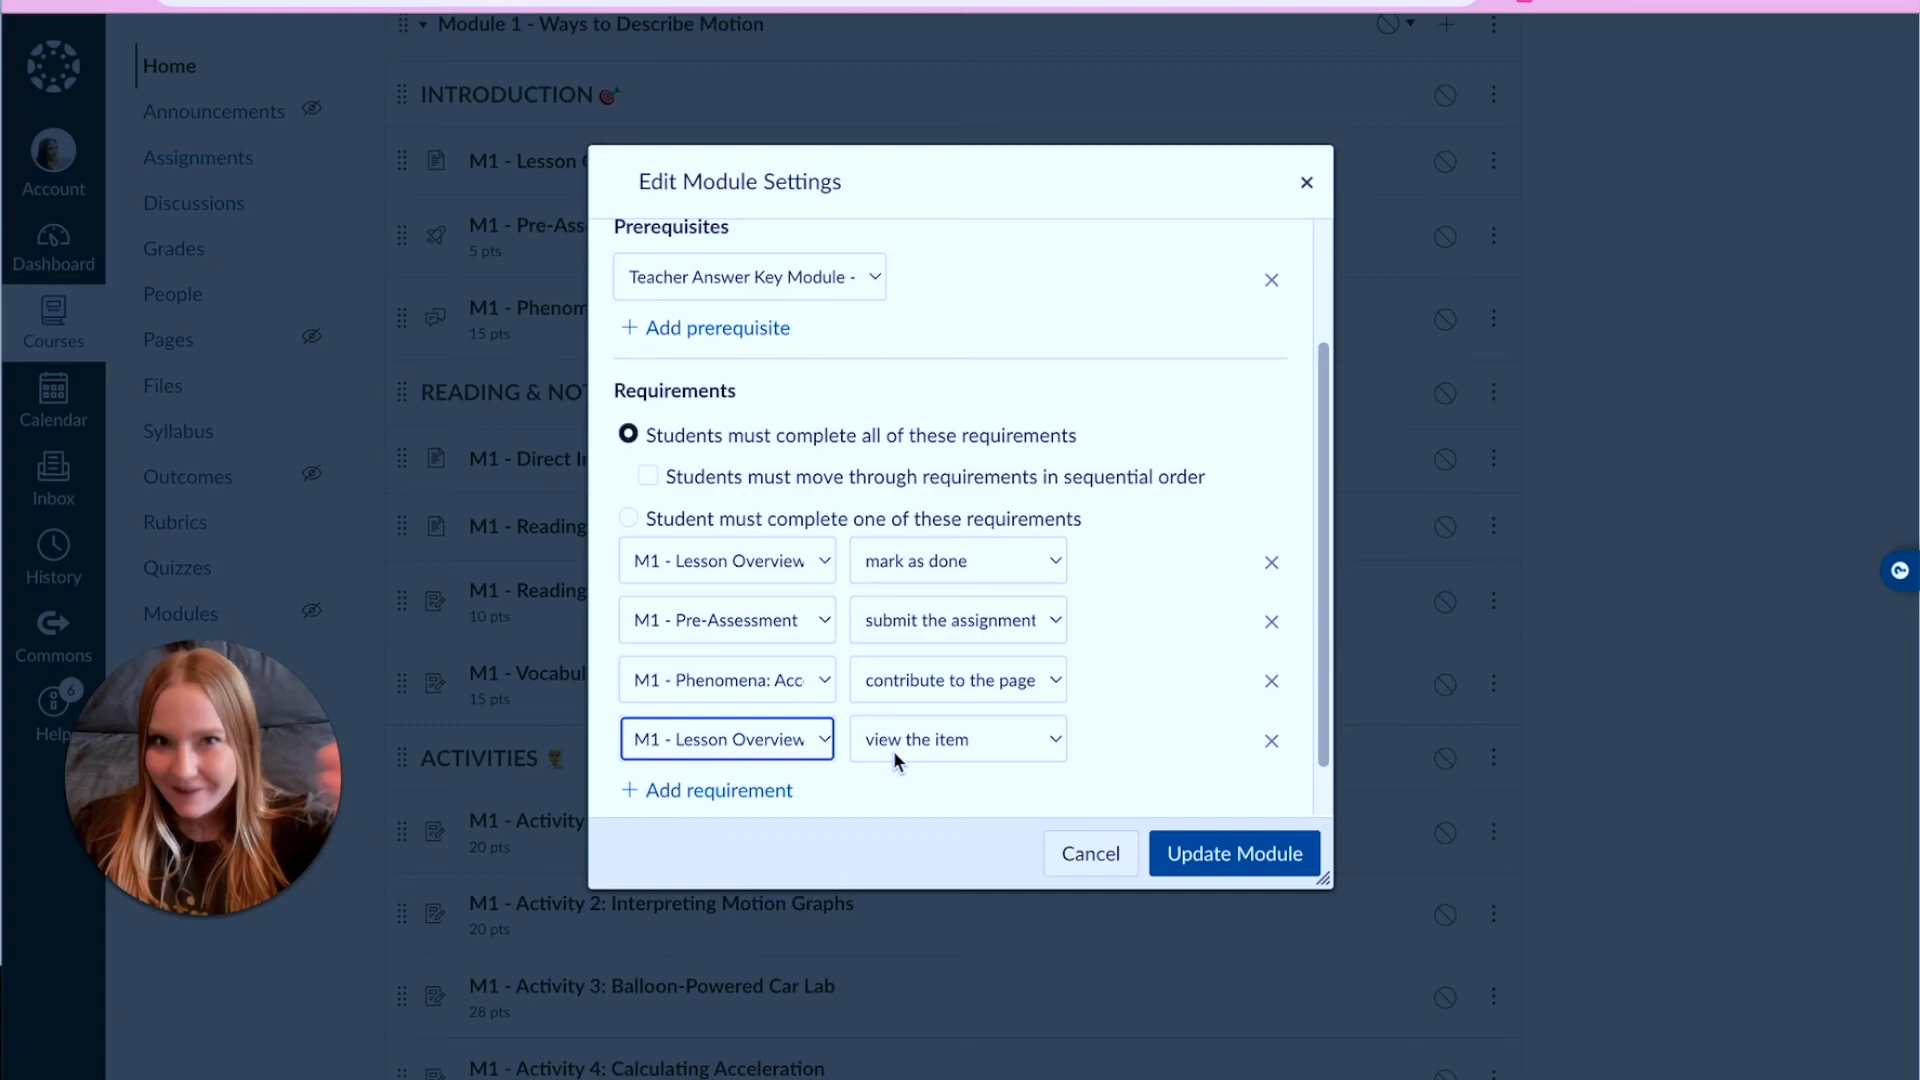 Module 1 - Ways to Describe Motion
Home
INTRODUCTION
Announcements
Account
Assignments
M1 - Lesson
Discussions
M1 - Pre-Ass
5 pts
Dashboard
Grades
People
M1 - Phenom
15 pts
Courses
Pages
Files
READING & NO
Calendar
Syllabus
M1 - Direct I
Outcomes
Inbox
Rubrics
M1 - Reading
Quizzes
History
M1 - Reading
10 pts
Modules
Commons
M1 - Vocabul
15 pts
6
Help
ACTIVITIES
M1 - Activity
20 pts
M1 - Activity 2: Interpreting Motion Graphs
20 pts
M1 - Activity 3: Balloon-Powered Car Lab
28 pts
M1 - Activity 4: Calculating Acceleration
Edit Module Settings
Prerequisites
Teacher Answer Key Module -
+ Add prerequisite
Requirements
Students must complete all of these requirements
Students must move through requirements in sequential order
Student must complete one of these requirements
M1 - Lesson Overview mark as done
M1 - Pre-Assessment submit the assignment
M1 - Phenomena: Acc contribute to the page
M1 - Lesson Overview view the item
+ Add requirement
Cancel Update Module